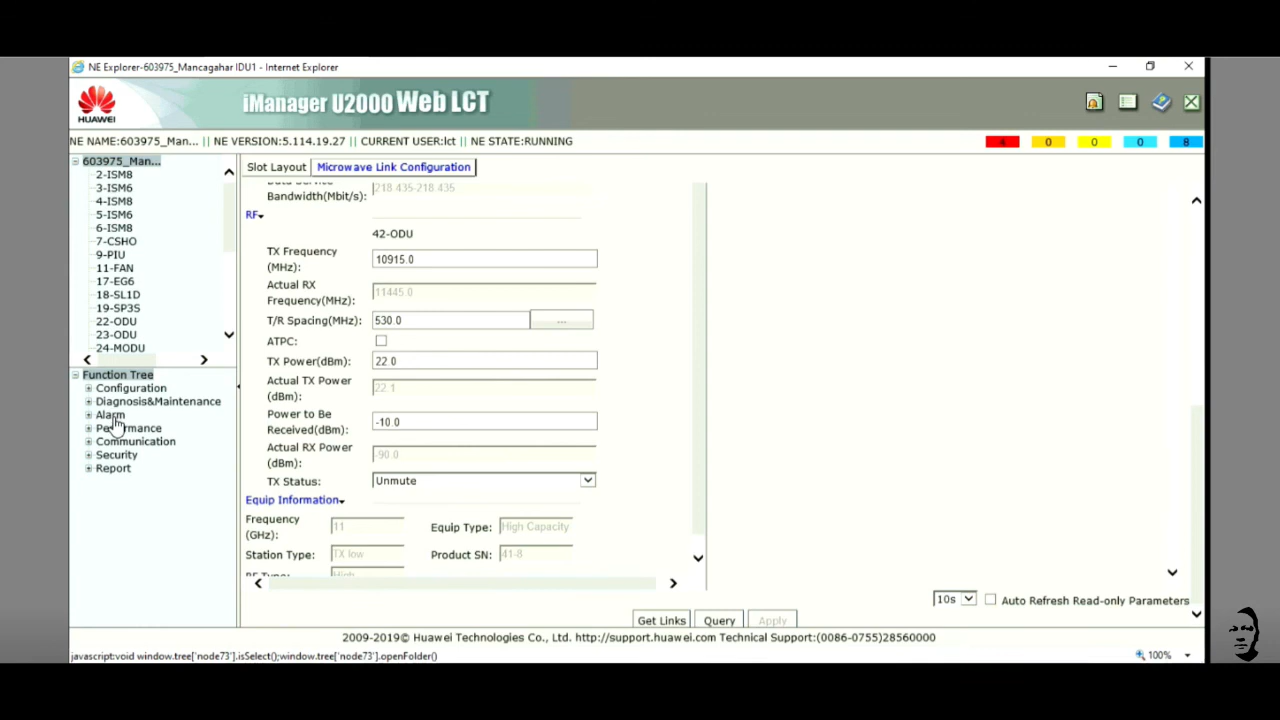 NE Explorer-603975_Mancagahar IDU1 - Internet Explorer
HUAWEI
iManager U2000 Web LCT
NE NAME:603975_Man... || NE VERSION:5.114.19.27 || CURRENT USER:lct || NE STATE:RUNNING
0 0 0 8
603975_Man...
2-ISM8
3-ISM6
4-ISM8
5-ISM6
6-ISM8
7-CSHO
9-PIU
11-FAN
17-EG6
18-SL1D
19-SP3S
22-ODU
23-ODU
24-MODU
Function Tree
Configuration
Diagnosis&Maintenance
Alarm
Performance
Communication
Security
Report
Slot Layout Microwave Link Configuration
Data Service
Bandwidth(Mbit/s): 218.435-218.435
RF
42-ODU
TX Frequency
(MHz): 10915.0
Actual RX
Frequency(MHz): 11445.0
T/R Spacing(MHz): 530.0 ...
ATPC:
TX Power(dBm): 22.0
Actual TX Power
(dBm): 22.1
Power to Be
Received(dBm): -10.0
Actual RX Power
(dBm): -90.0
TX Status: Unmute
Equip Information
Frequency
(GHz): 11 Equip Type: High Capacity
Station Type: TX low Product SN: 41-8
RF Type: High
10s Auto Refresh Read-only Parameters
Get Links Query Apply
2009-2019© Huawei Technologies Co., Ltd. http://support.huawei.com Technical Support:(0086-0755)28560000
javascript:void window.tree['node73'].isSelect();window.tree['node73'].openFolder()
100%